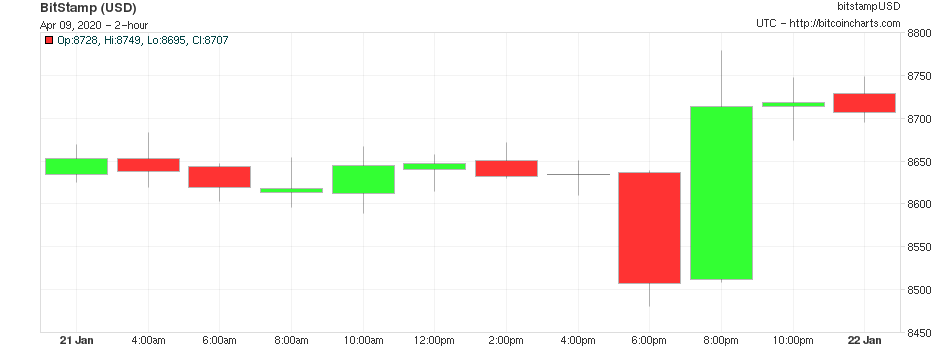 BitStamp (USD)
bitstampUSD
Apr 09, 2020 - 2-hour
UTC - http://bitcoincharts.com
Op:8728, Hi:8749, Lo:8695, Cl:8707
8800
8750
8700
8650
8600
8550
8500
8450
21 Jan 4:00am 6:00am 8:00am 10:00am 12:00pm 2:00pm 4:00pm 6:00pm 8:00pm 10:00pm 22 Jan